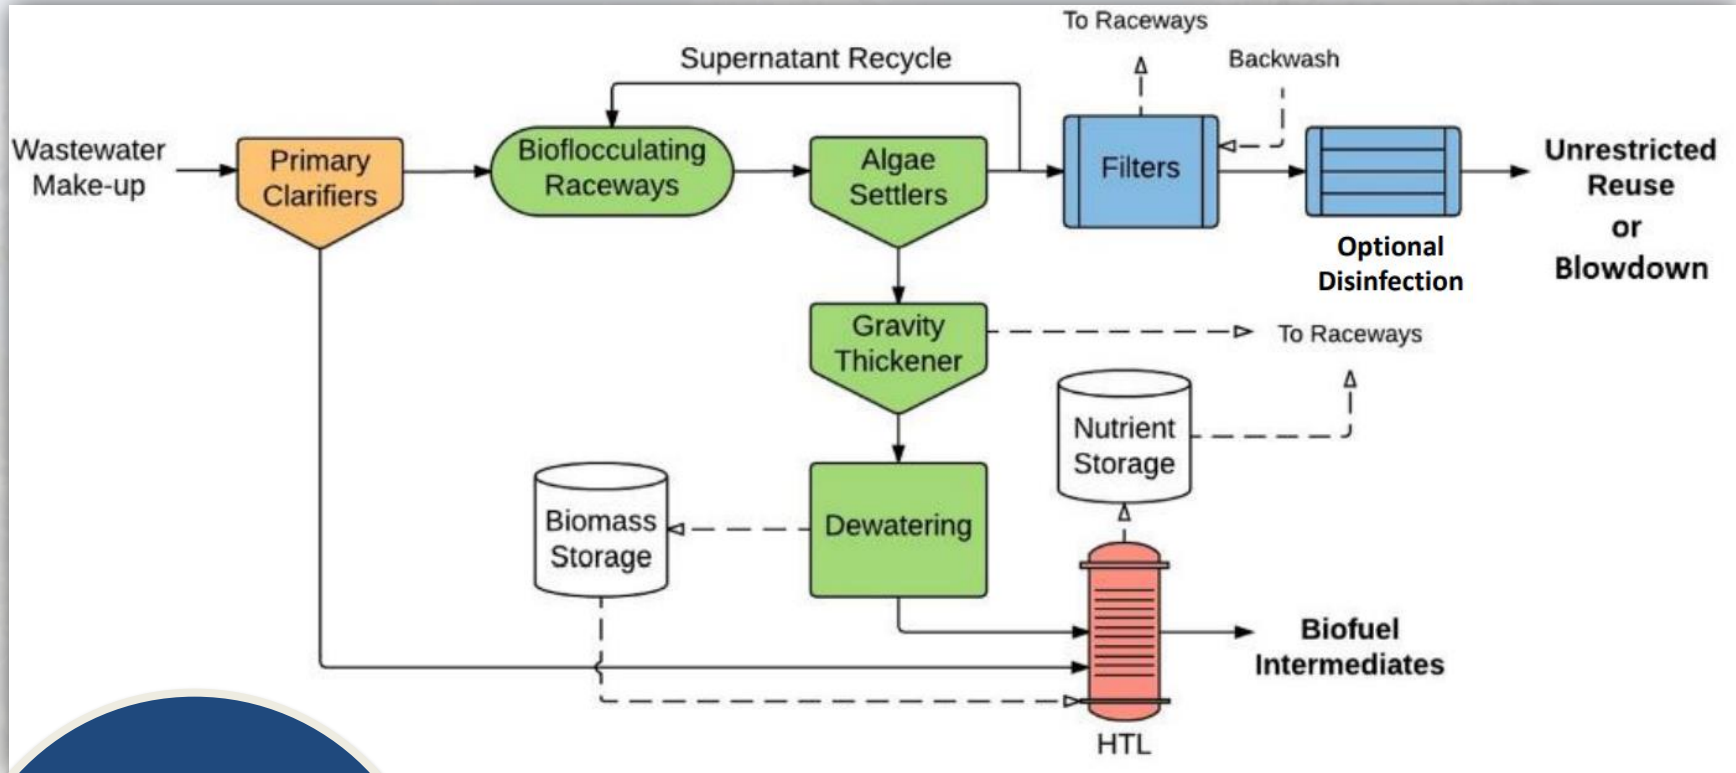 To Raceways
Supernatant Recycle
Backwash
Wastewater
Make-up
Primary
Clarifiers
Bioflocculating
Raceways
Algae
Settlers
Filters
Optional
Disinfection
Unrestricted
Reuse
or
Blowdown
Gravity
Thickener
To Raceways
Nutrient
Storage
Biomass
Storage
Dewatering
Biofuel
Intermediates
HTL